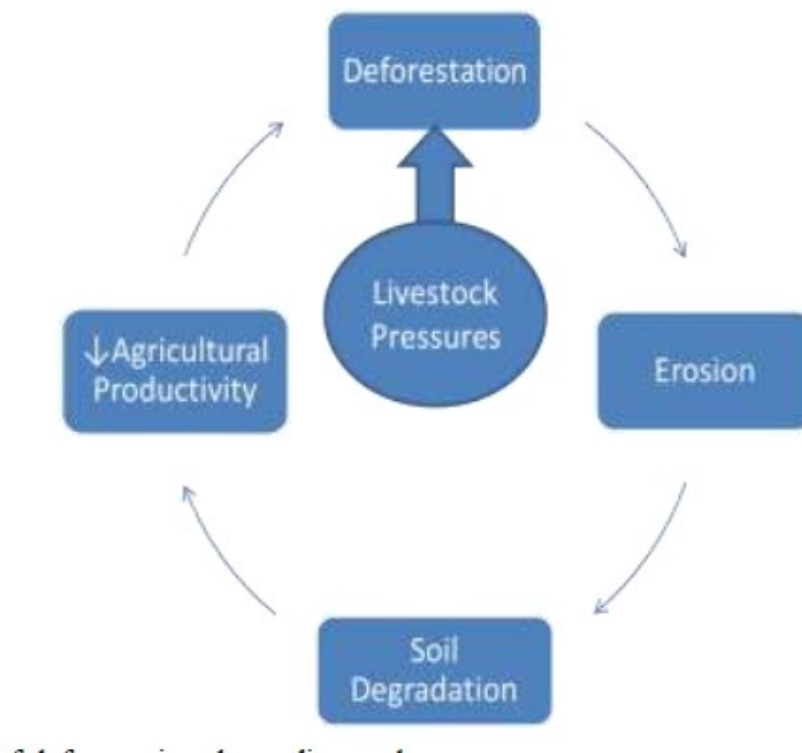 Deforestation
Livestock
Pressures
↓Agricultural
Productivity
Erosion
Soil
Degradation